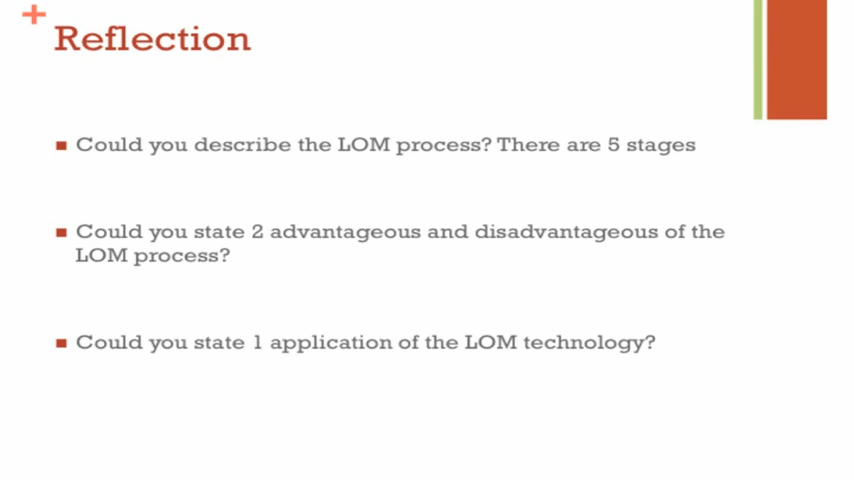 +
Reflection
Could you describe the LOM process? There are 5 stages
Could you state 2 advantageous and disadvantageous of the
LOM process?
Could you state 1 application of the LOM technology?